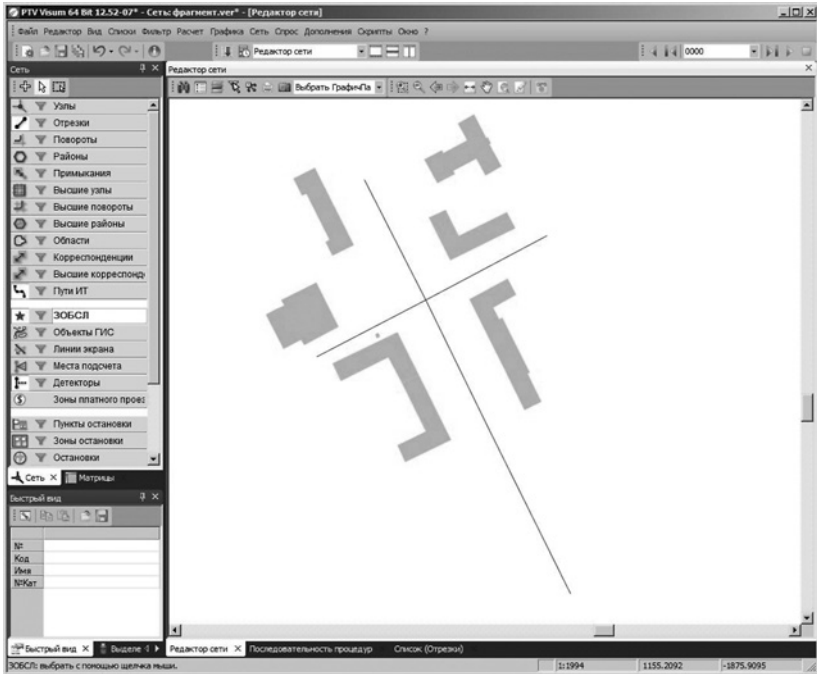 PTV Visum 64 Bit 12.52-07* - Сеть: фрагмент.ver* - [Редактор сети]
Файл Редактор Вид Списки Фильтр Расчет Графика Сеть Спрос Дополнения Скрипты Окно ?
Редактор сети
0000
Сеть
Редактор сети
Выбрать ГрафичПа
Узлы
Отрезки
Повороты
Районы
Примыкания
Высшие узлы
Высшие повороты
Высшие районы
Области
Корреспонденции
Высшие корреспонд
Пути ИТ
ЗОБСЛ
Объекты ГИС
Линии экрана
Места подсчета
Детекторы
Зоны платного проез
Пункты остановки
Зоны остановки
Остановки
Сеть
Матрицы
Быстрый вид
№
Код
Имя
№Кат
Быстрый вид
Выделе
Редактор сети
Последовательность процедур
Список (Отрезки)
ЗОБСЛ: выбрать с помощью щелчка мыши.
1:1994
1155.2092
-1875.9095